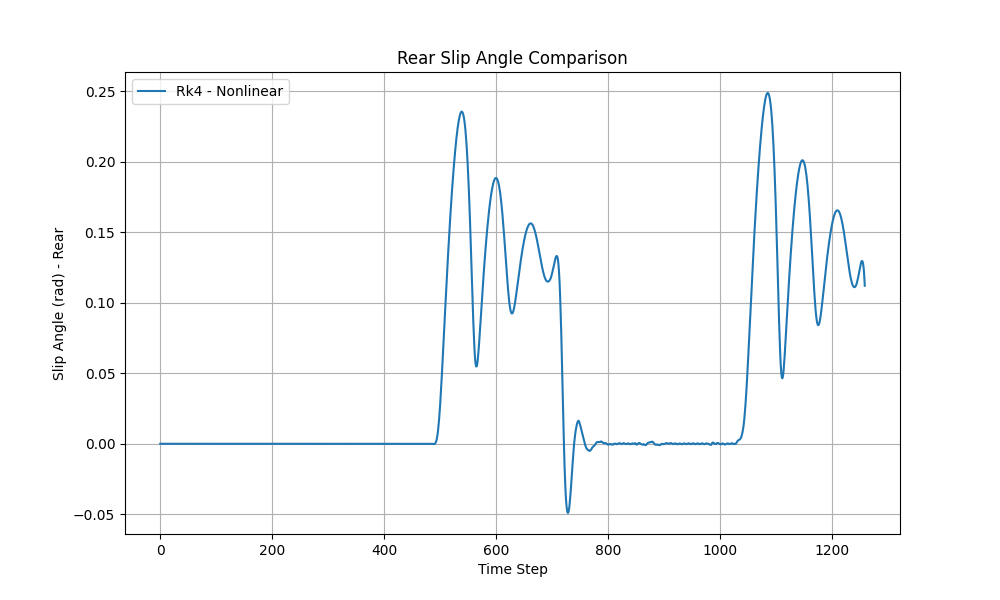 Rear Slip Angle Comparison
Rk4 - Nonlinear
Slip Angle (rad) - Rear
0.25
0.20
0.15
0.10
0.05
0.00
−0.05
0 200 400 600 800 1000 1200
Time Step